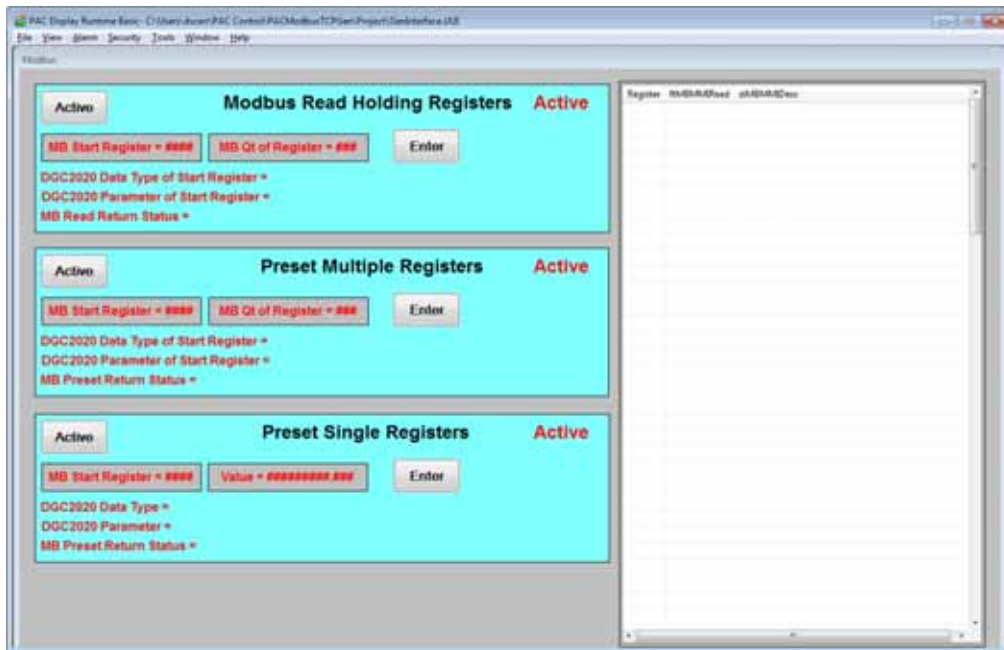 PAC Display Runtime Basic - C:\Users\ PAC Control\PACModbusTCPGen\Project\GenInterface.UUI
File View Alarm Security Tools Window Help
Modbus
Active
Modbus Read Holding Registers
Active
MB Start Register = ####
MB Qt of Register = ###
Enter
DGC2020 Data Type of Start Register =
DGC2020 Parameter of Start Register =
MB Read Return Status =
Active
Preset Multiple Registers
Active
MB Start Register = ####
MB Qt of Register = ###
Enter
DGC2020 Data Type of Start Register =
DGC2020 Parameter of Start Register =
MB Preset Return Status =
Active
Preset Single Registers
Active
MB Start Register = ####
Value = #########.###
Enter
DGC2020 Data Type =
DGC2020 Parameter =
MB Preset Return Status =
Register